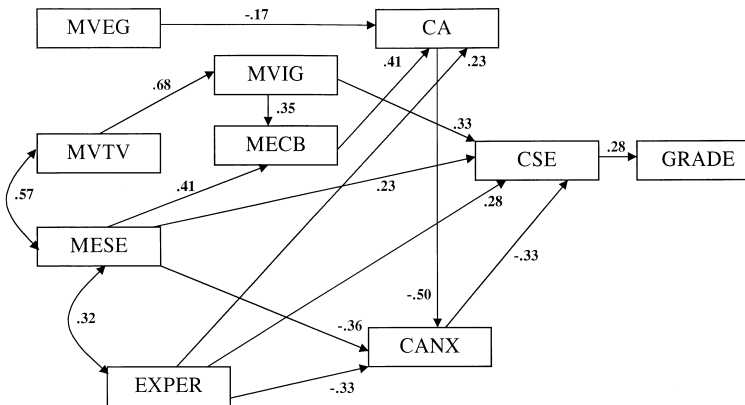 MVEG
-.17
CA
MVIG
.41
.23
.68
.35
MVTV
MECB
.33
CSE
.28
GRADE
.57
.41
.23
.28
MESE
-.33
-.50
.32
-.36
CANX
EXPER
-.33